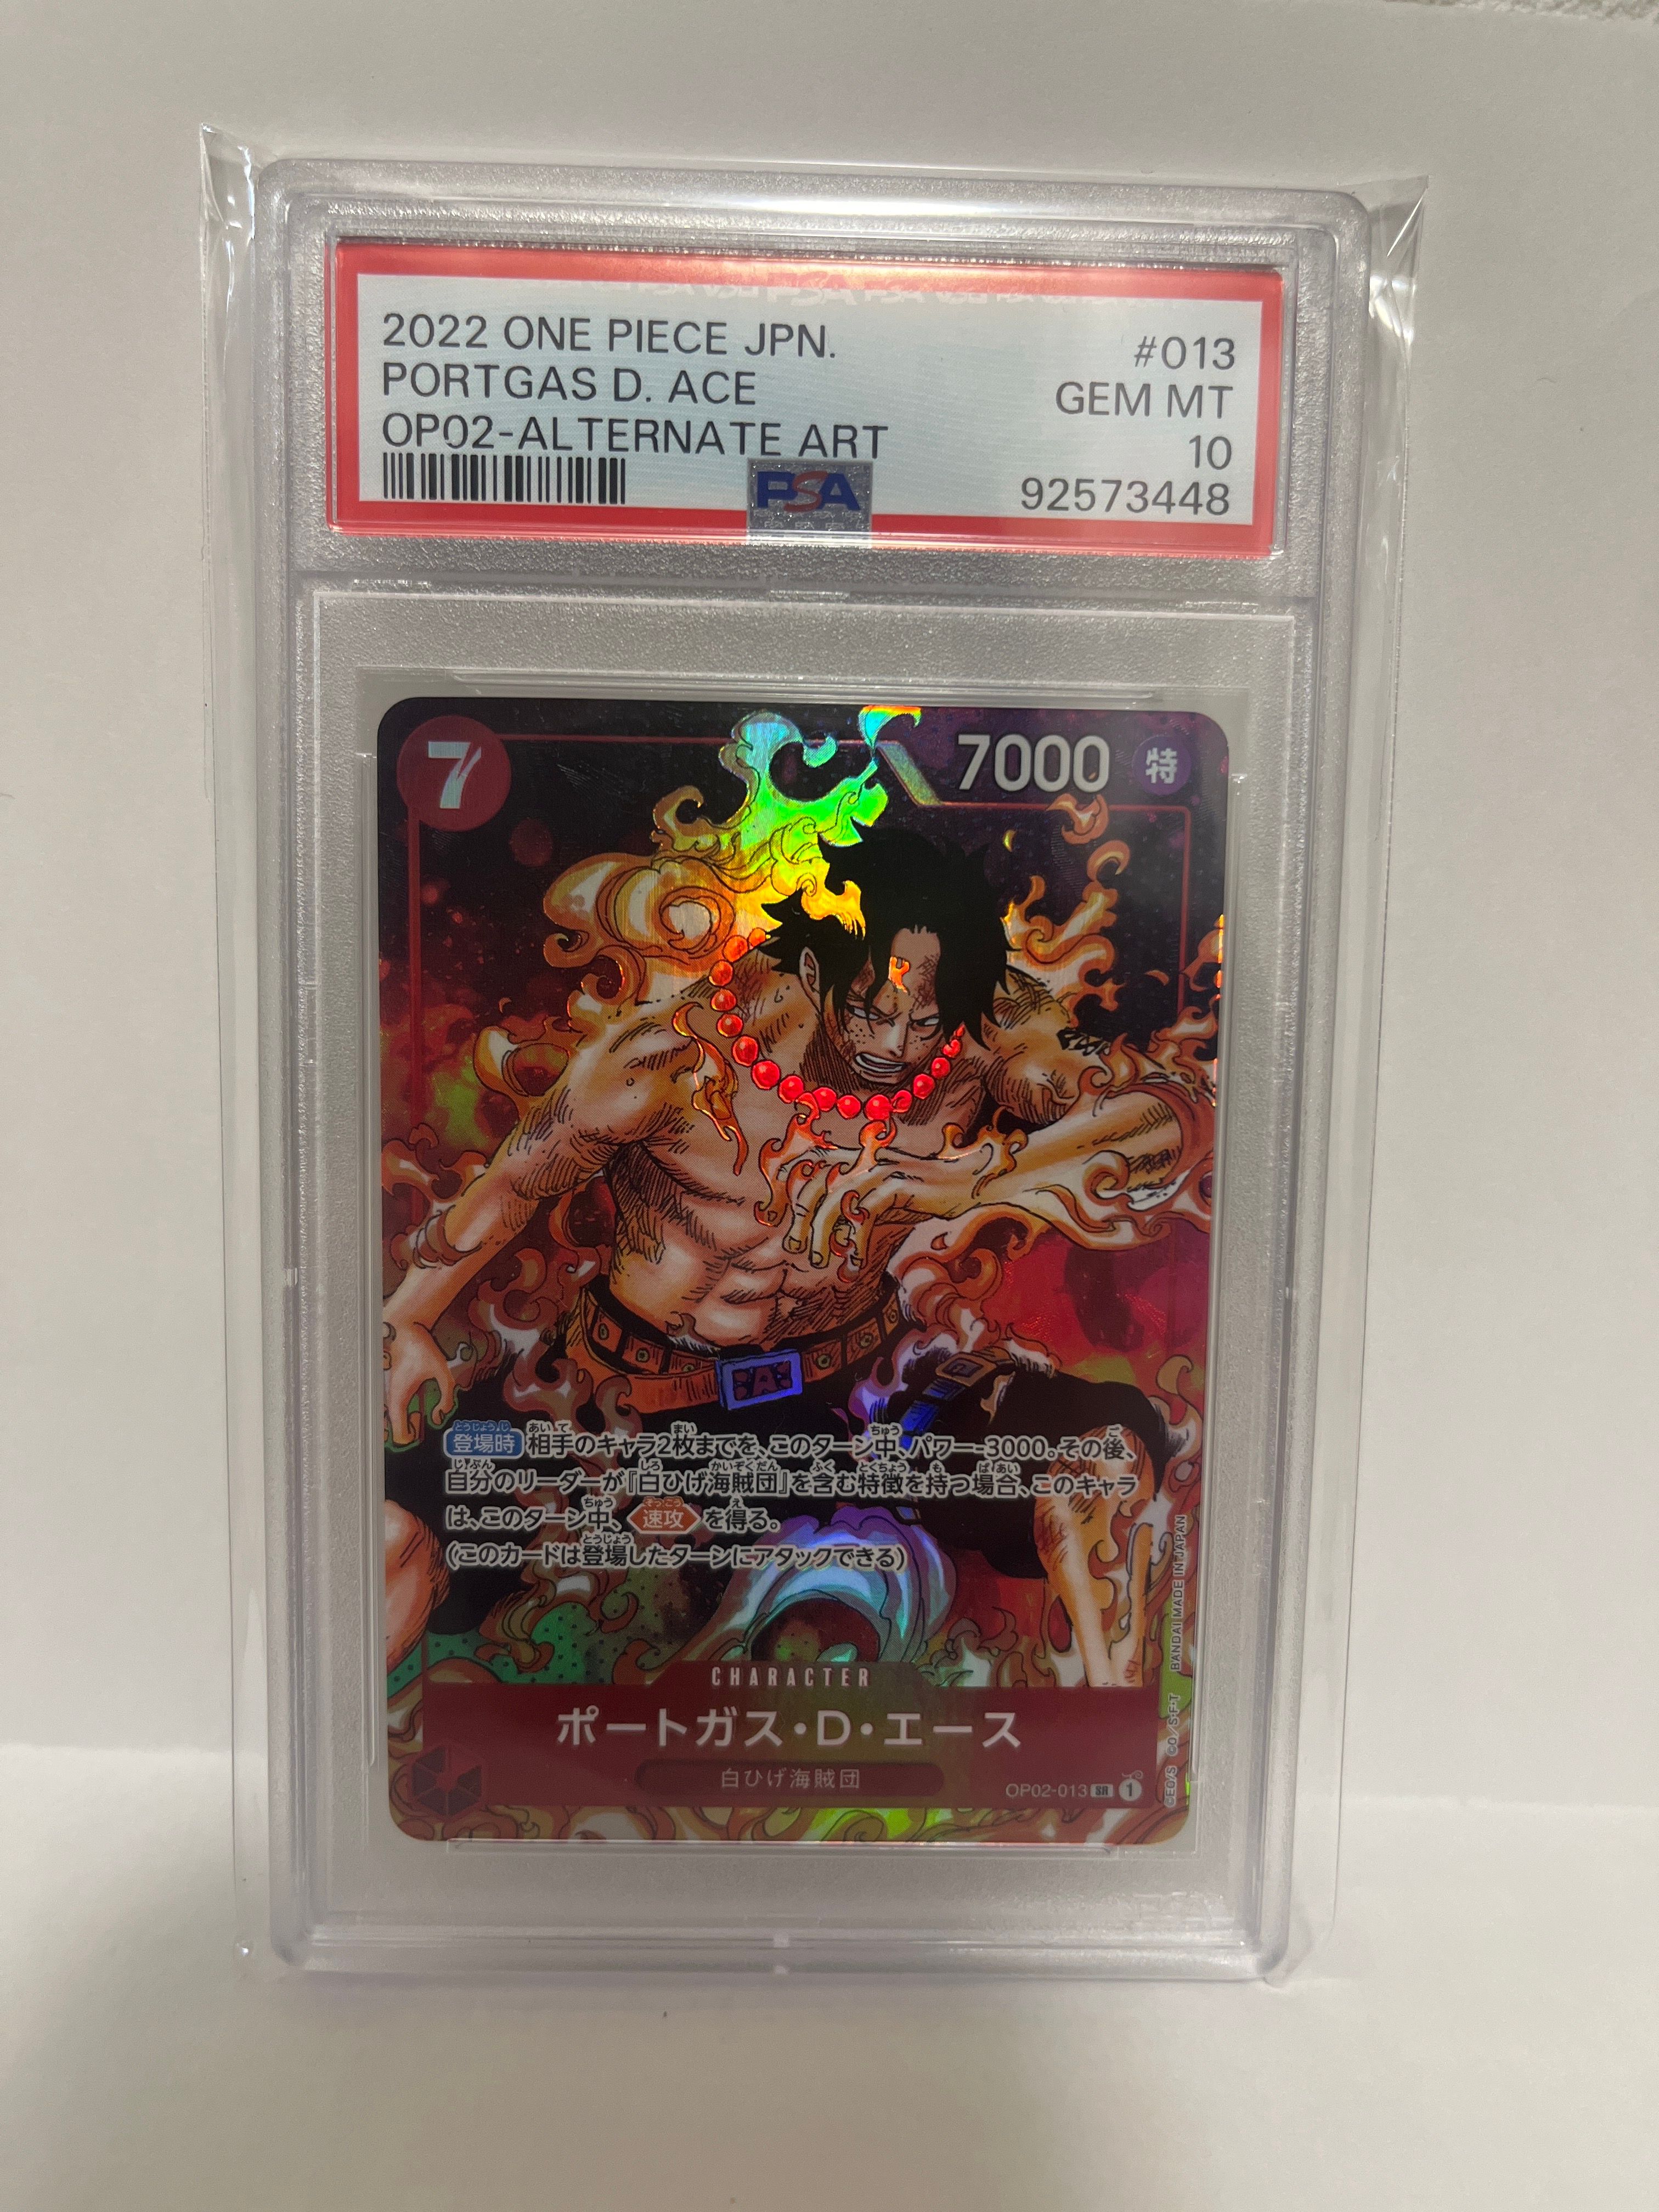 2022 ONE PIECE JPN. #013
PORTGAS D. ACE GEM MT
OP02-ALTERNATE ART 10
PSA 92573448
7 7000 特
登場時 相手のキャラ2枚までを、このターン中、パワー-3000。その後、
自分のリーダーが『白ひげ海賊団』を含む特徴を持つ場合、このキャラ
は、このターン中、速攻を得る。
(このカードは登場したターンにアタックできる)
CHARACTER
ポートガス・D・エース
白ひげ海賊団
OP02-013 SR 1
BANDAI MADE IN JAPAN